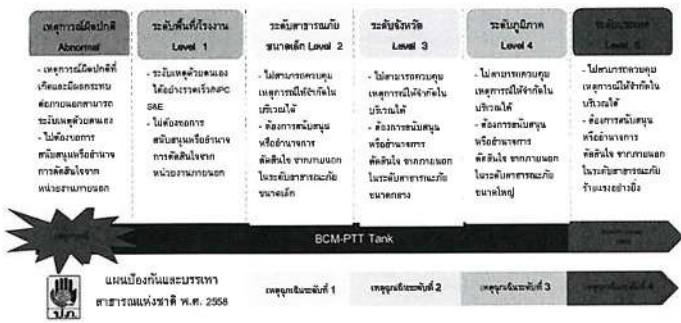 เหตุการณ์ผิดปกติ
Abnormal
- เหตุการณ์ผิดปกติที่
เกิดและมีผลกระทบ
ต่อภายนอกสามารถ
ระงับเหตุด้วยตนเอง
- ไม่ต้องขอการ
สนับสนุนหรืออำนาจ
การตัดสินใจจาก
หน่วยงานภายนอก
ระดับพื้นที่/โรงงาน
Level 1
- ระงับเหตุด้วยตนเอง
ได้อย่างรวดเร็ว/NPC
S&E
- ไม่ต้องขอการ
สนับสนุนหรืออำนาจ
การตัดสินใจจาก
หน่วยงานภายนอก
ระดับสาธารณภัย
ขนาดเล็ก Level 2
- ไม่สามารถควบคุม
เหตุการณ์ให้จำกัดใน
บริเวณได้
- ต้องการสนับสนุน
หรืออำนาจการ
ตัดสินใจ จากภายนอก
ในระดับสาธารณะภัย
ขนาดเล็ก
ระดับจังหวัด
Level 3
- ไม่สามารถควบคุม
เหตุการณ์ให้จำกัดใน
บริเวณได้
- ต้องการสนับสนุน
หรืออำนาจการ
ตัดสินใจ จากภายนอก
ในระดับสาธารณะภัย
ขนาดกลาง
ระดับภูมิภาค
Level 4
- ไม่สามารถควบคุม
เหตุการณ์ให้จำกัดใน
บริเวณได้
- ต้องการสนับสนุน
หรืออำนาจการ
ตัดสินใจ จากภายนอก
ในระดับสาธารณะภัย
ขนาดใหญ่
ระดับประเทศ
Level 5
- ไม่สามารถควบคุม
เหตุการณ์ให้จำกัดใน
บริเวณได้
- ต้องการสนับสนุน
หรืออำนาจการ
ตัดสินใจ จากภายนอก
ในระดับสาธารณะภัย
ร้ายแรงอย่างยิ่ง
BCM-PTT Tank
ปภ.
แผนป้องกันและบรรเทา
สาธารณแห่งชาติ พ.ศ. 2558
เหตุฉุกเฉินระดับที่ 1
เหตุฉุกเฉินระดับที่ 2
เหตุฉุกเฉินระดับที่ 3
เหตุฉุกเฉินระดับที่ 4